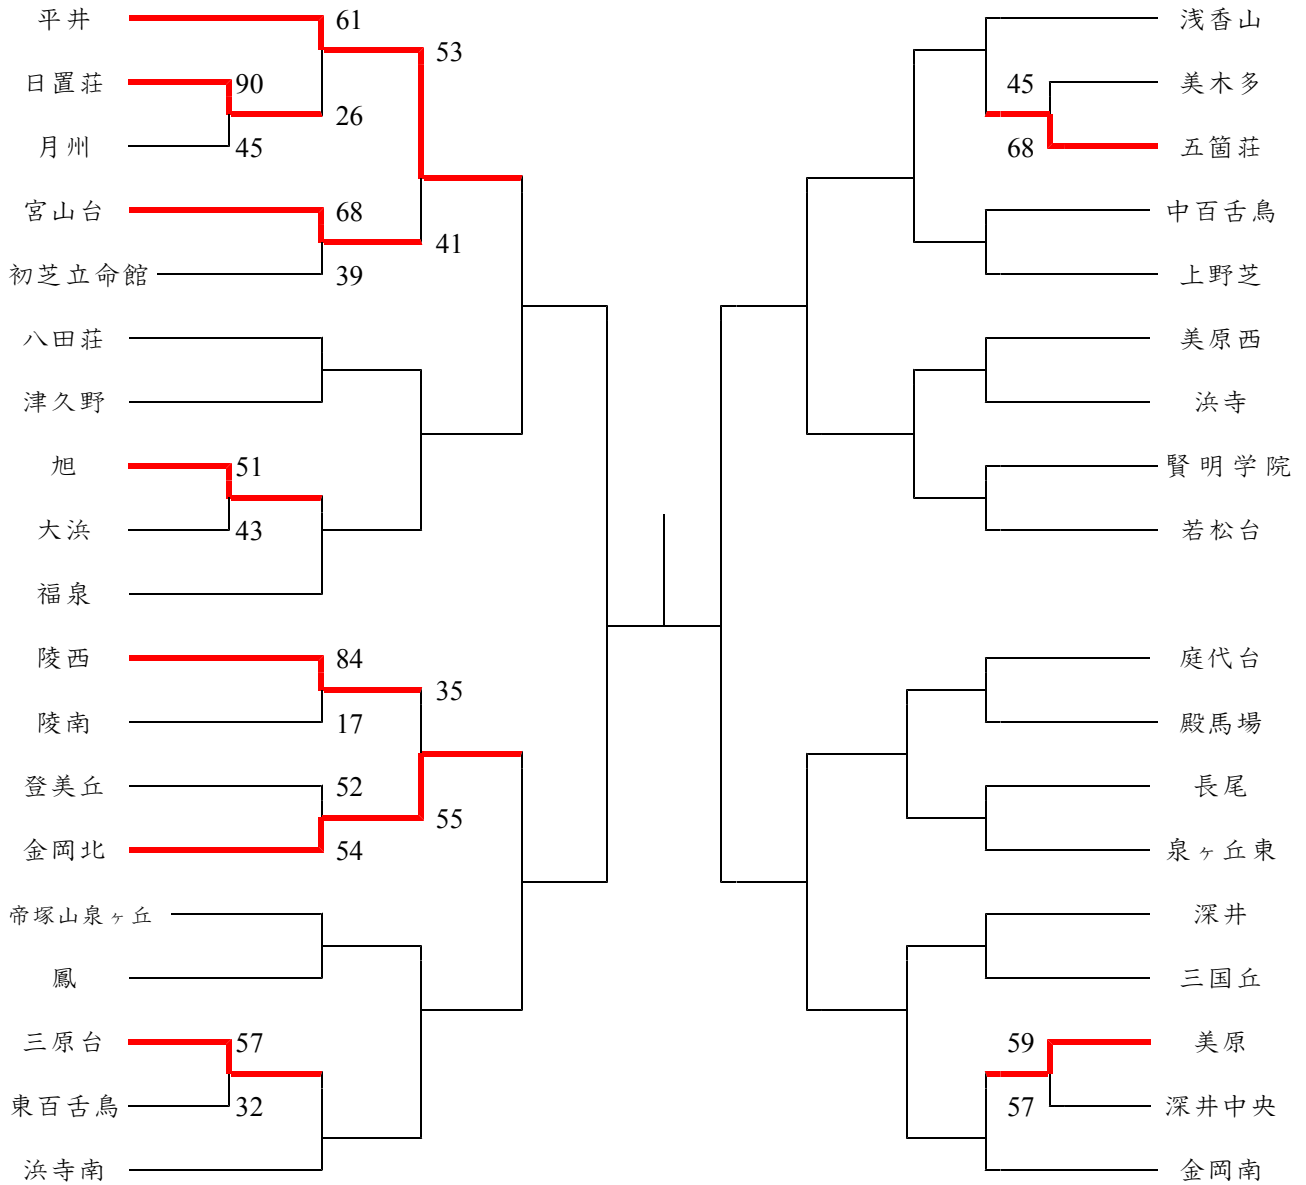 平井
61
53
日置荘
90
26
月州
45
宮山台
68
41
初芝立命館
39
八田荘
津久野
旭
51
大浜
43
福泉
陵西
84
35
陵南
17
登美丘
52
55
金岡北
54
帝塚山泉ヶ丘
鳳
三原台
57
東百舌鳥
32
浜寺南
浅香山
45
美木多
68
五箇荘
中百舌鳥
上野芝
美原西
浜寺
賢明学院
若松台
庭代台
殿馬場
長尾
泉ヶ丘東
深井
三国丘
59
美原
57
深井中央
金岡南